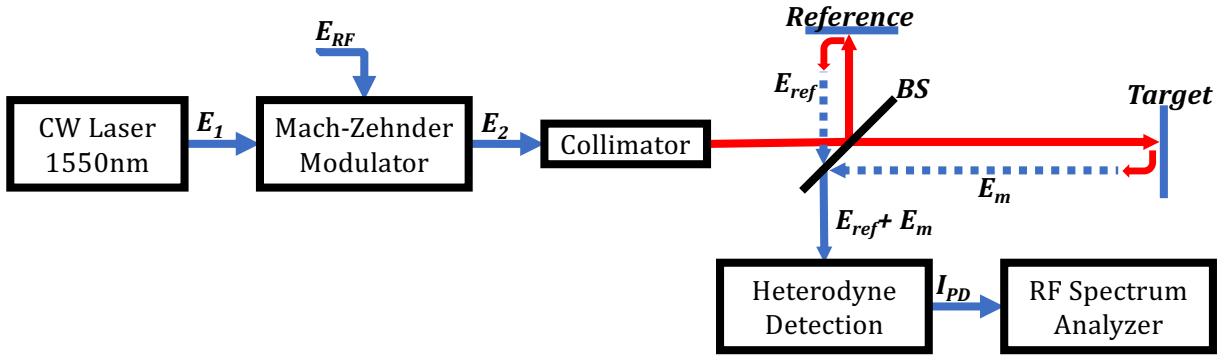 Reference
E_RF
E_ref
BS
Target
CW Laser
1550nm
E_1
Mach-Zehnder
Modulator
E_2
Collimator
E_m
E_ref + E_m
Heterodyne
Detection
I_PD
RF Spectrum
Analyzer